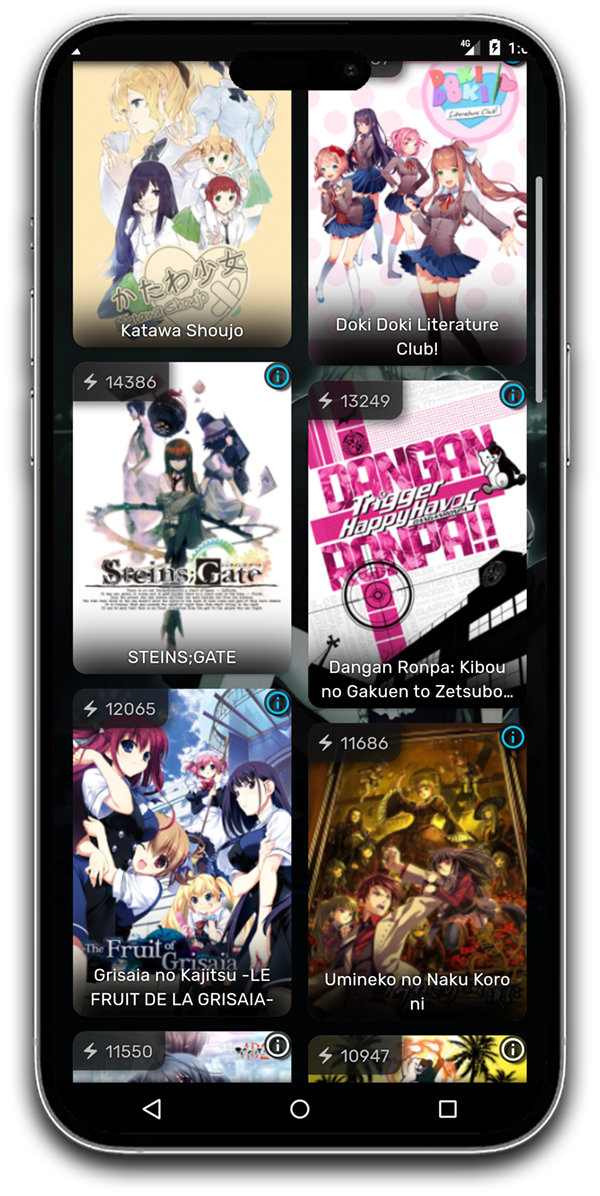 4G
DOKI
DOKI
Literature Club!
かたわ少女
Katawa Shoujo
Katawa Shoujo
Doki Doki Literature
Club!
14386
13249
Steins;Gate
STEINS;GATE
DANGAN
Trigger
Happy Havoc
RONPA!!
Dangan Ronpa: Kibou
no Gakuen to Zetsubo...
12065
11686
The Fruit of
Grisaia
Grisaia no Kajitsu -LE
FRUIT DE LA GRISAIA-
Umineko no Naku Koro
ni
11550
10947